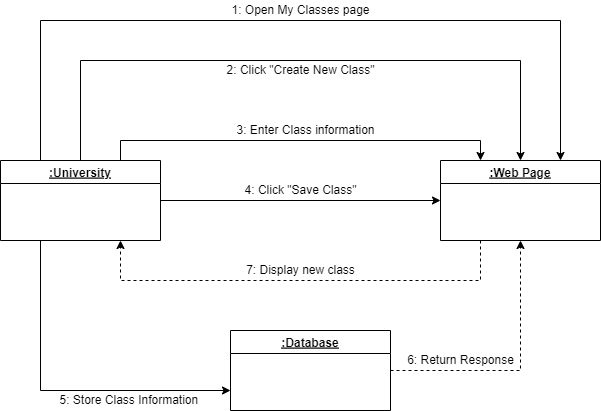 1: Open My Classes page
2: Click "Create New Class"
3: Enter Class information
:University
:Web Page
4: Click "Save Class"
7: Display new class
:Database
6: Return Response
5: Store Class Information